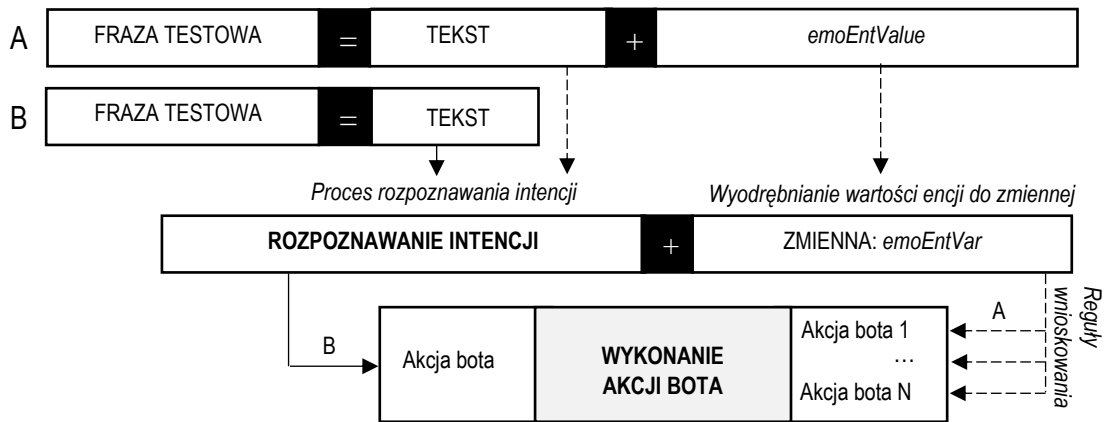 A FRAZA TESTOWA = TEKST + emoEntValue
B FRAZA TESTOWA = TEKST
Proces rozpoznawania intencji
Wyodrębnianie wartości encji do zmiennej
ROZPOZNAWANIE INTENCJI + ZMIENNA: emoEntVar
B
Akcja bota
WYKONANIE
AKCJI BOTA
Akcja bota 1
…
Akcja bota N
A
Reguły
wnioskowania